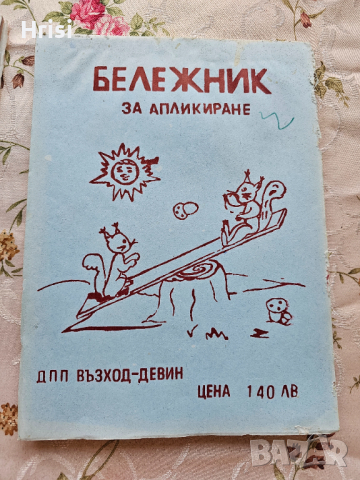 Hrisi
БЕЛЕЖНИК
ЗА АПЛИКИРАНЕ
ДПП ВЪЗХОД-ДЕВИН
ЦЕНА 140 ЛВ
BAZAR